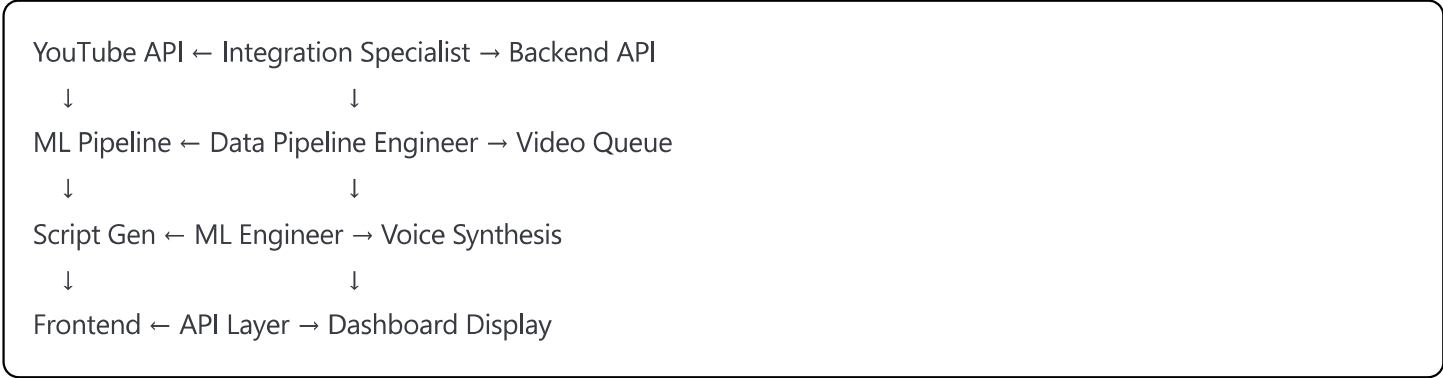 YouTube API ← Integration Specialist → Backend API
↓ ↓
ML Pipeline ← Data Pipeline Engineer → Video Queue
↓ ↓
Script Gen ← ML Engineer → Voice Synthesis
↓ ↓
Frontend ← API Layer → Dashboard Display